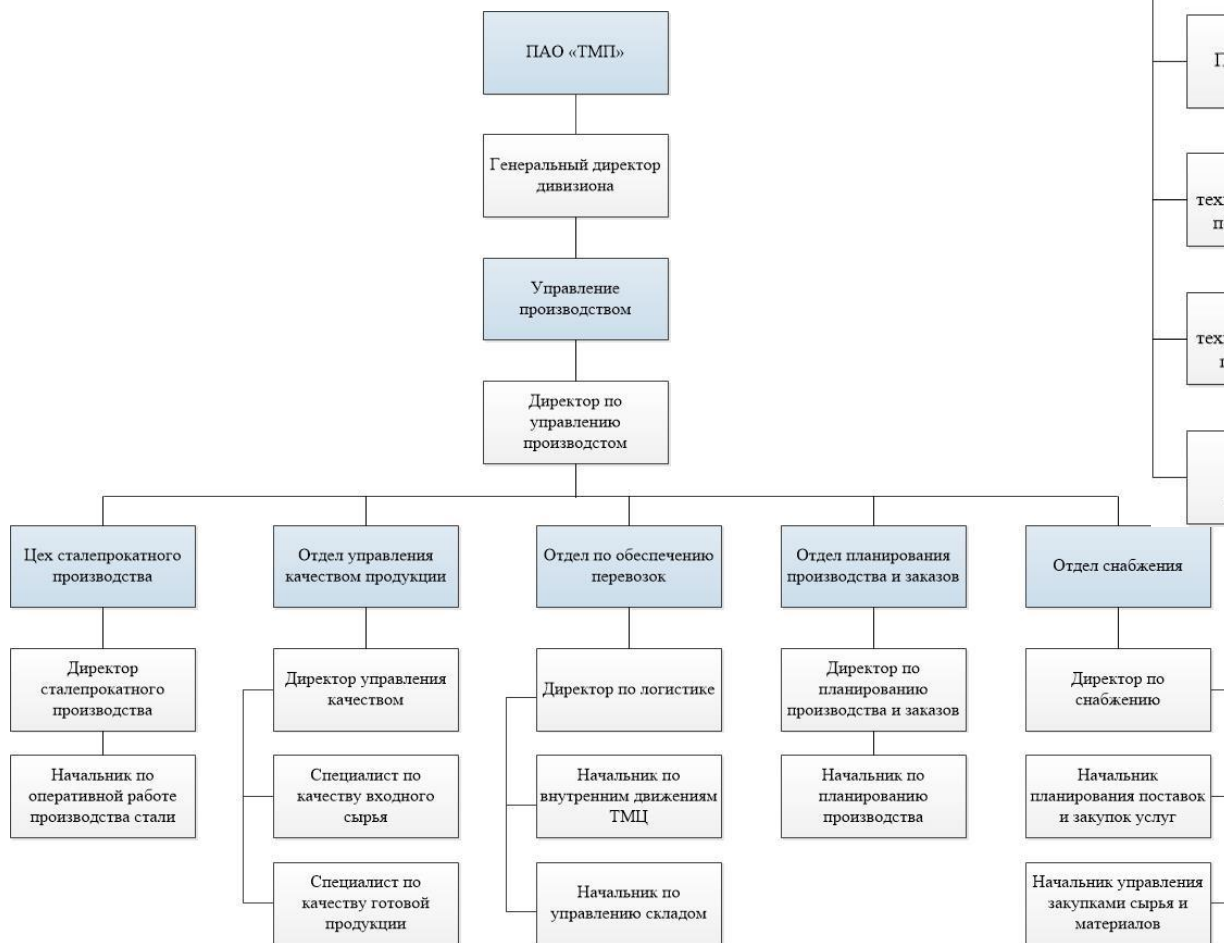 ПАО «ТМП»
Генеральный директор
дивизиона
Управление
производством
Директор по
управлению
производстом
Цех сталепрокатного
производства
Отдел управления
качеством продукции
Отдел по обеспечению
перевозок
Отдел планирования
производства и заказов
Отдел снабжения
Директор
сталепрокатного
производства
Директор управления
качеством
Директор по логистике
Директор по
планированию
производства и заказов
Директор по
снабжению
Начальник по
оперативной работе
производства стали
Специалист по
качеству входного
сырья
Начальник по
внутренним движениям
ТМЦ
Начальник по
планированию
производства
Начальник
планирования поставок
и закупок услуг
Специалист по
качеству готовой
продукции
Начальник по
управлению складом
Начальник управления
закупками сырья и
материалов